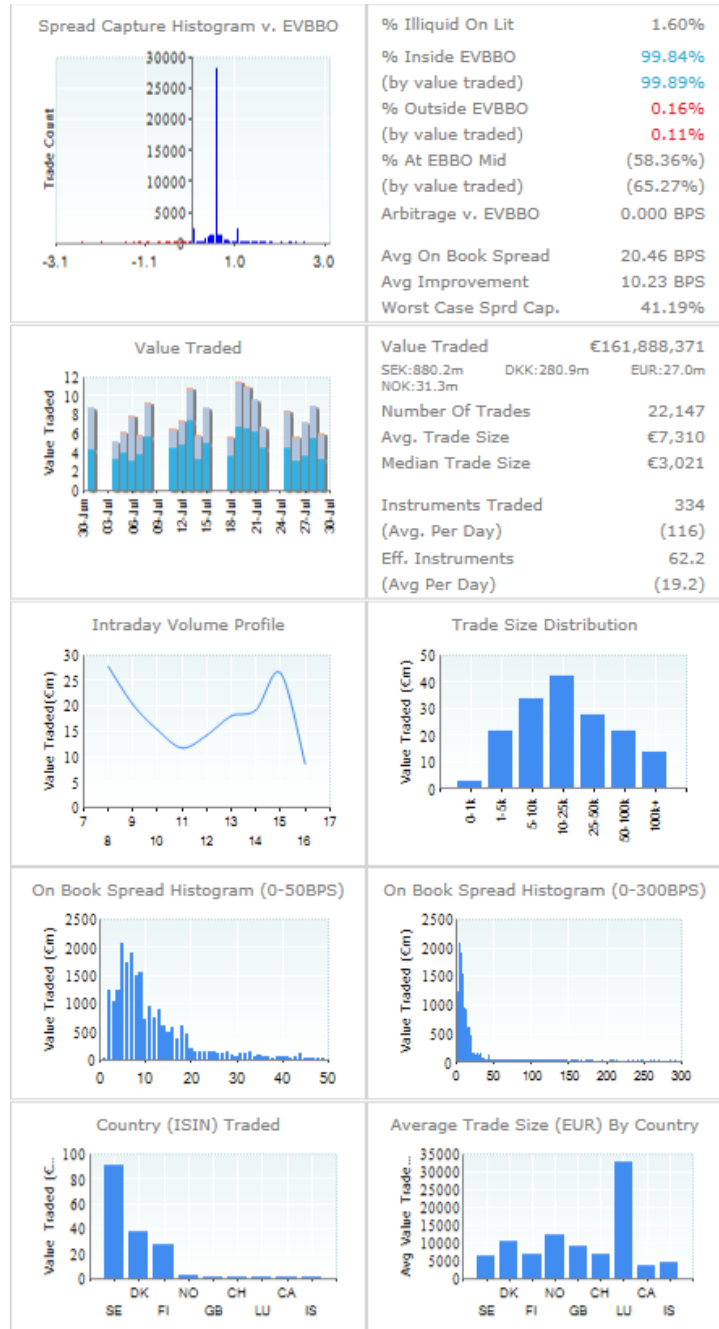 Spread Capture Histogram v. EVBBO
Trade Count
30000
25000
20000
15000
10000
5000
0
-3.1 -1.1 1.0 3.0
% Illiquid On Lit 1.60%
% Inside EVBBO 99.84%
(by value traded) 99.89%
% Outside EVBBO 0.16%
(by value traded) 0.11%
% At EBBO Mid (58.36%)
(by value traded) (65.27%)
Arbitrage v. EVBBO 0.000 BPS
Avg On Book Spread 20.46 BPS
Avg Improvement 10.23 BPS
Worst Case Sprd Cap. 41.19%
Value Traded
Value Traded
12
10
8
6
4
2
0
30-Jun 03-Jul 06-Jul 09-Jul 12-Jul 15-Jul 18-Jul 21-Jul 24-Jul 27-Jul 30-Jul
Value Traded €161,888,371
SEK:880.2m DKK:280.9m EUR:27.0m
NOK:31.3m
Number Of Trades 22,147
Avg. Trade Size €7,310
Median Trade Size €3,021
Instruments Traded 334
(Avg. Per Day) (116)
Eff. Instruments 62.2
(Avg Per Day) (19.2)
Intraday Volume Profile
Value Traded(€m)
30
25
20
15
10
5
0
7 9 11 13 15 17
8 10 12 14 16
Trade Size Distribution
Value Traded (€m)
50
40
30
20
10
0
0-1k 1-5k 5-10k 10-25k 25-50k 50-100k 100k+
On Book Spread Histogram (0-50BPS)
Value Traded (€m)
2500
2000
1500
1000
500
0
0 10 20 30 40 50
On Book Spread Histogram (0-300BPS)
Value Traded (€m)
2500
2000
1500
1000
500
0
0 50 100 150 200 250 300
Country (ISIN) Traded
Value Traded (€...
100
80
60
40
20
0
DK NO CH CA
SE FI GB LU IS
Average Trade Size (EUR) By Country
Avg Value Trade...
35000
30000
25000
20000
15000
10000
5000
0
DK NO CH CA
SE FI GB LU IS